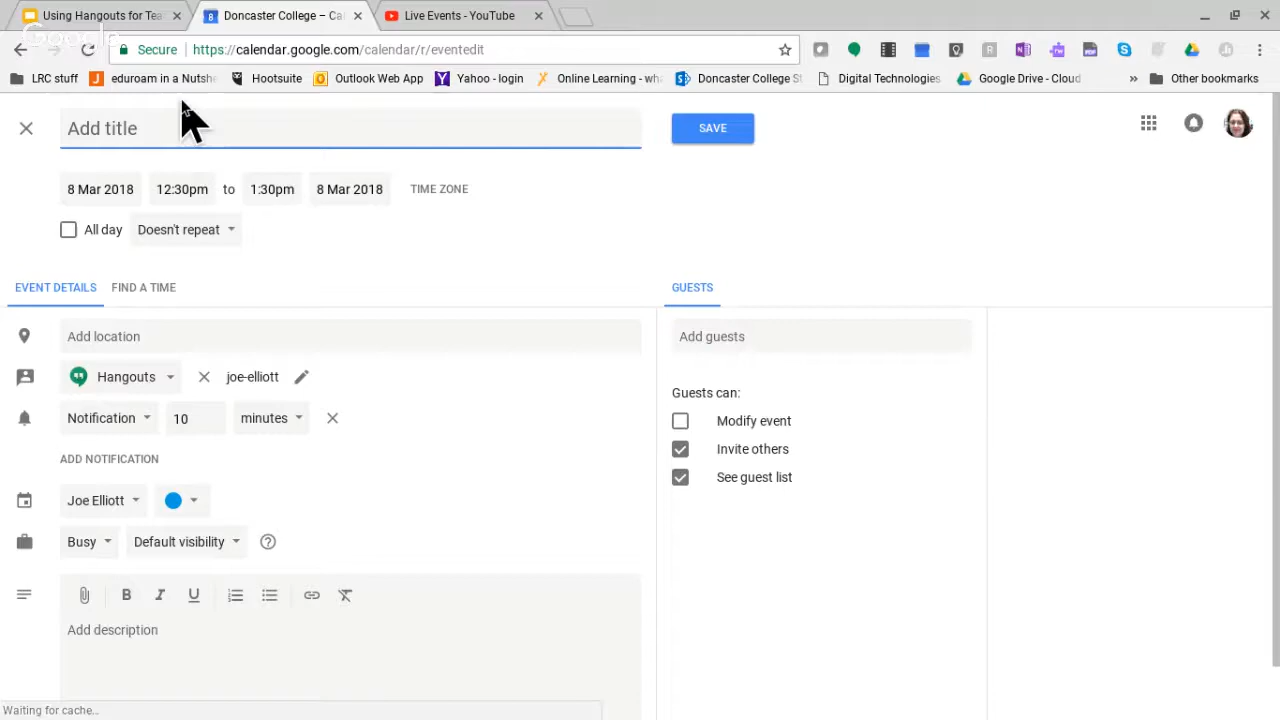 Using Hangouts for Tea
Doncaster College – Ca
Live Events - YouTube
Google
Secure https://calendar.google.com/calendar/r/eventedit
LRC stuff eduroam in a Nutshe Hootsuite Outlook Web App Yahoo - login Online Learning - wha Doncaster College St Digital Technologies Google Drive - Cloud » Other bookmarks
Add title
SAVE
8 Mar 2018 12:30pm to 1:30pm 8 Mar 2018 TIME ZONE
All day Doesn't repeat
EVENT DETAILS FIND A TIME GUESTS
Add location Add guests
Hangouts joe-elliott
Guests can:
Notification 10 minutes
Modify event
Invite others
ADD NOTIFICATION
See guest list
Joe Elliott
Busy Default visibility
B I U
Add description
Waiting for cache...